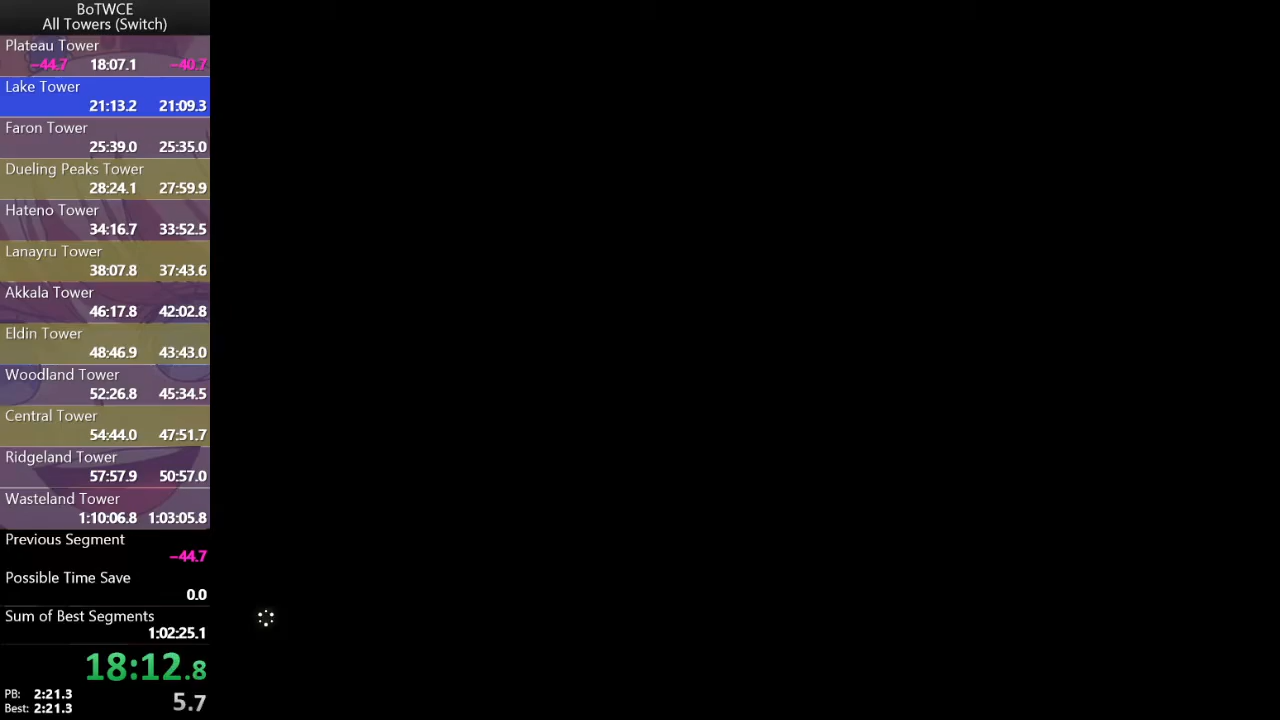 BoTWCE
All Towers (Switch)
Plateau Tower
−44.7 18:07.1 −40.7
Lake Tower
21:13.2 21:09.3
Faron Tower
25:39.0 25:35.0
Dueling Peaks Tower
28:24.1 27:59.9
Hateno Tower
34:16.7 33:52.5
Lanayru Tower
38:07.8 37:43.6
Akkala Tower
46:17.8 42:02.8
Eldin Tower
48:46.9 43:43.0
Woodland Tower
52:26.8 45:34.5
Central Tower
54:44.0 47:51.7
Ridgeland Tower
57:57.9 50:57.0
Wasteland Tower
1:10:06.8 1:03:05.8
Previous Segment
−44.7
Possible Time Save
0.0
Sum of Best Segments
1:02:25.1
18:12.8
PB: 2:21.3
Best: 2:21.3
5.7